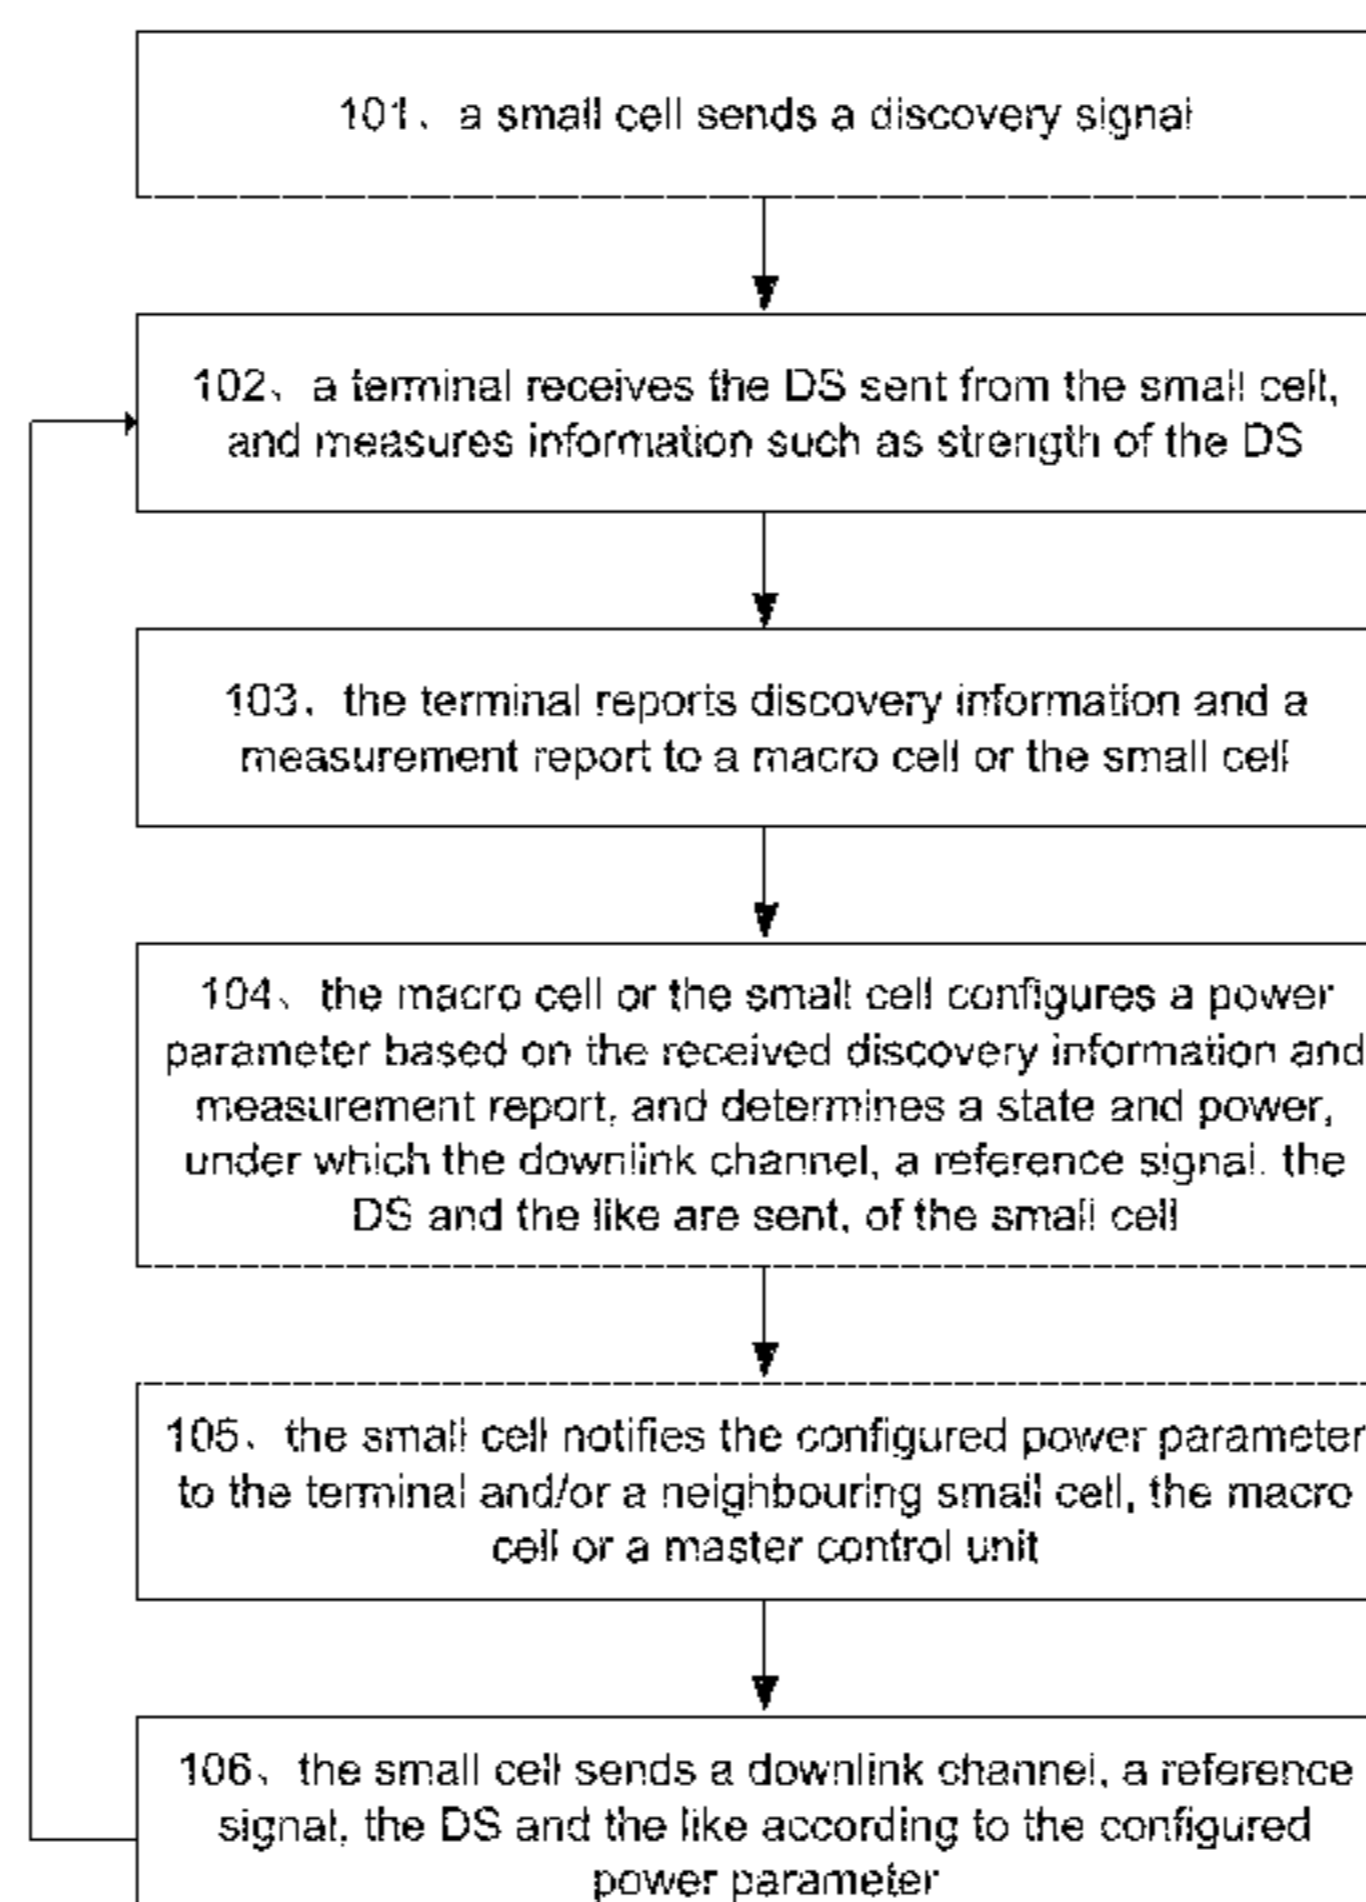 101、a small cell sends a discovery signal
102、a terminal receives the DS sent from the small cell,
and measures information such as strength of the DS
103、the terminal reports discovery information and a
measurement report to a macro cell or the small cell
104、the macro cell or the small cell configures a power
parameter based on the received discovery information and
measurement report, and determines a state and power,
under which the downlink channel, a reference signal, the
DS and the like are sent, of the small cell
105、the small cell notifies the configured power parameter
to the terminal and/or a neighbouring small cell, the macro
cell or a master control unit
106、the small cell sends a downlink channel, a reference
signal, the DS and the like according to the configured
power parameter